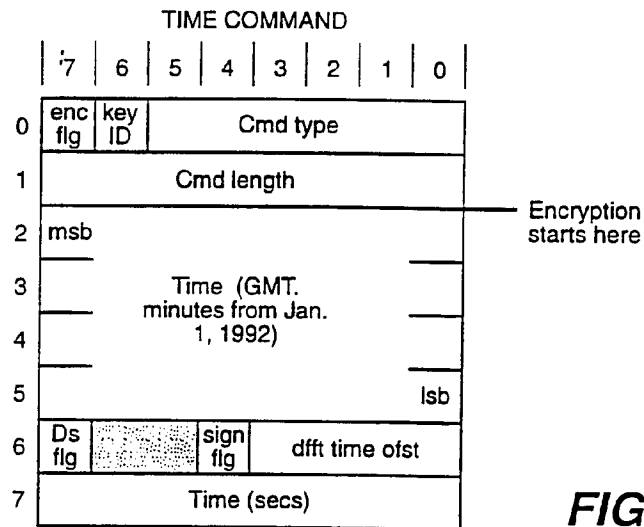 TIME COMMAND
7 6 5 4 3 2 1 0
0 enc flg key ID Cmd type
1 Cmd length
Encryption starts here
2 msb
3 Time (GMT.
minutes from Jan.
4 1, 1992)
5 lsb
6 Ds flg sign flg dfft time ofst
7 Time (secs)
FIG